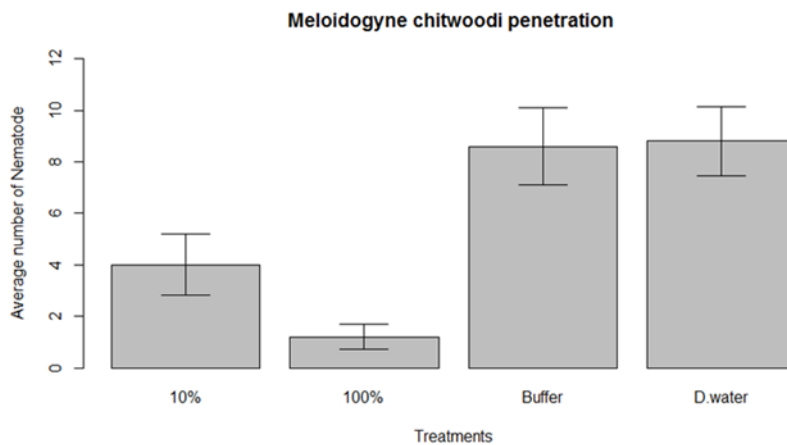 Meloidogyne chitwoodi penetration
Average number of Nematode
12
10
8
6
4
2
0
10% 100% Buffer D.water
Treatments